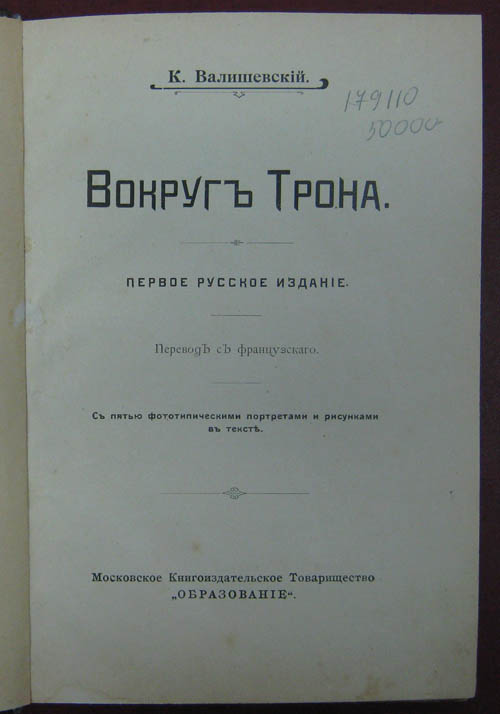 К. Валишевскій.
179110
50000
Вокругъ Трона.
ПЕРВОЕ РУССКОЕ ИЗДАНІЕ.
Переводъ съ французскаго.
Съ пятью фототипическими портретами и рисунками
въ текстѣ.
Московское Книгоиздательское Товарищество
„ОБРАЗОВАНІЕ“.